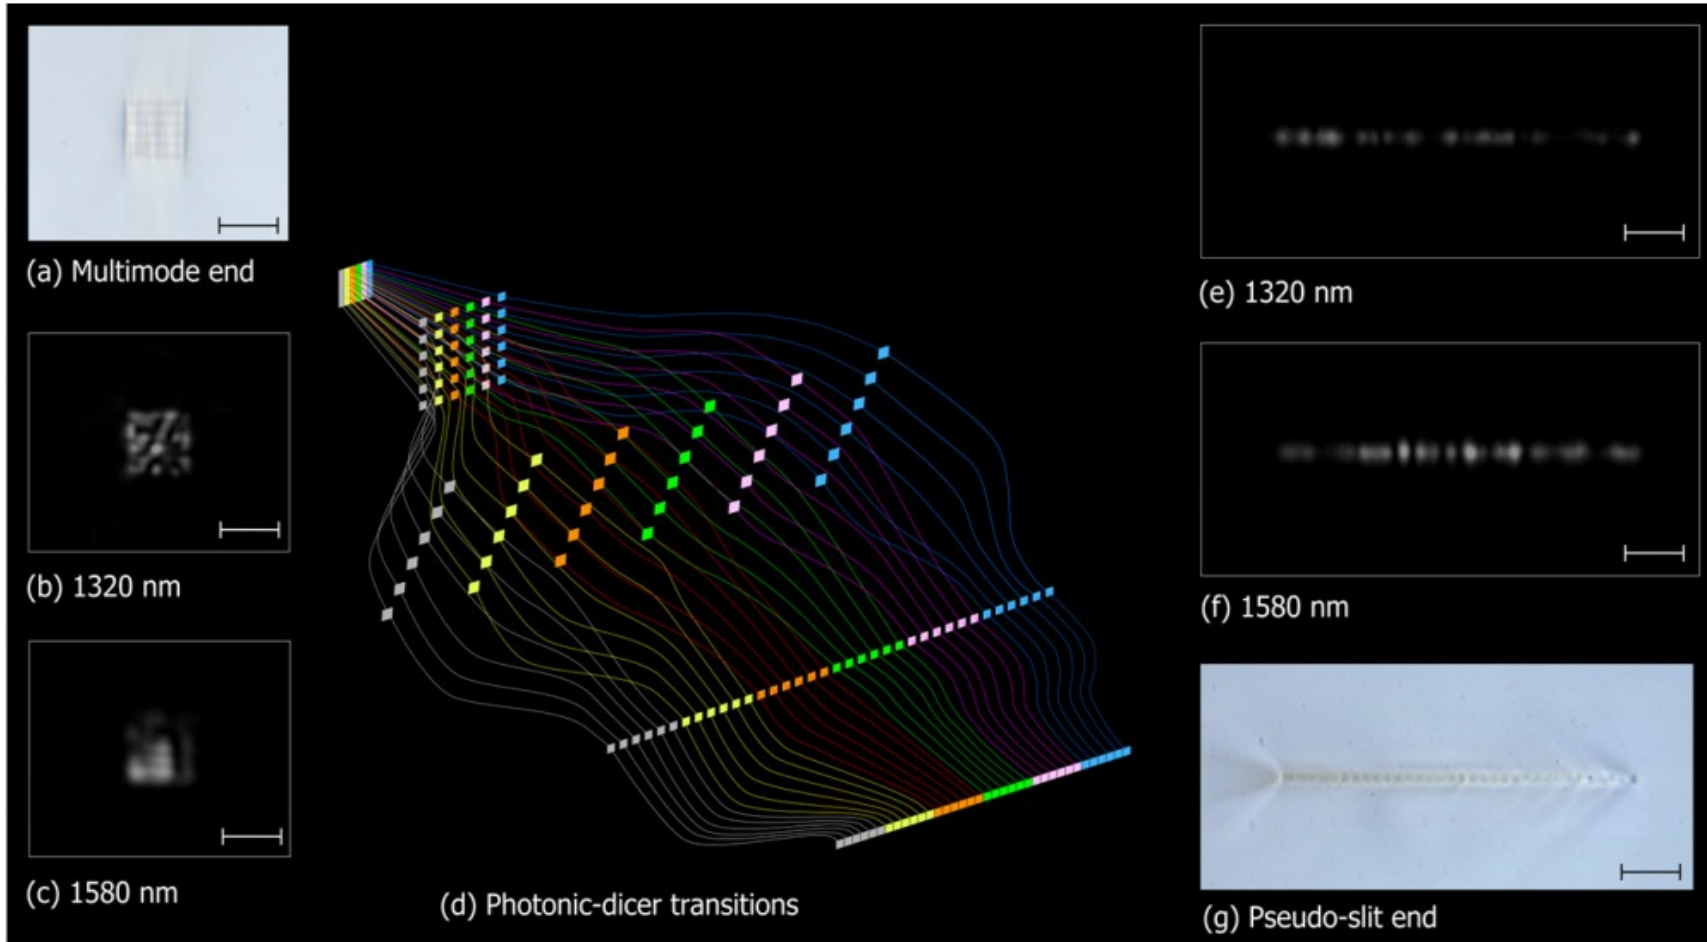 (a) Multimode end
(b) 1320 nm
(c) 1580 nm
(d) Photonic-dicer transitions
(e) 1320 nm
(f) 1580 nm
(g) Pseudo-slit end